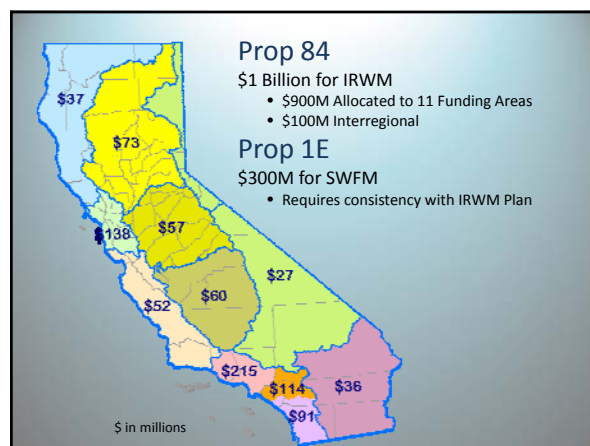 Prop 84
$1 Billion for IRWM
• $900M Allocated to 11 Funding Areas
• $100M Interregional
Prop 1E
$300M for SWFM
• Requires consistency with IRWM Plan
$37
$73
$138
$57
$27
$60
$52
$215
$114
$36
$91
$ in millions